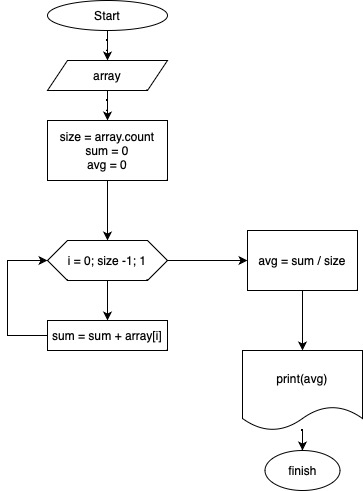 Start
array
size = array.count
sum = 0
avg = 0
i = 0; size -1; 1
sum = sum + array[i]
avg = sum / size
print(avg)
finish